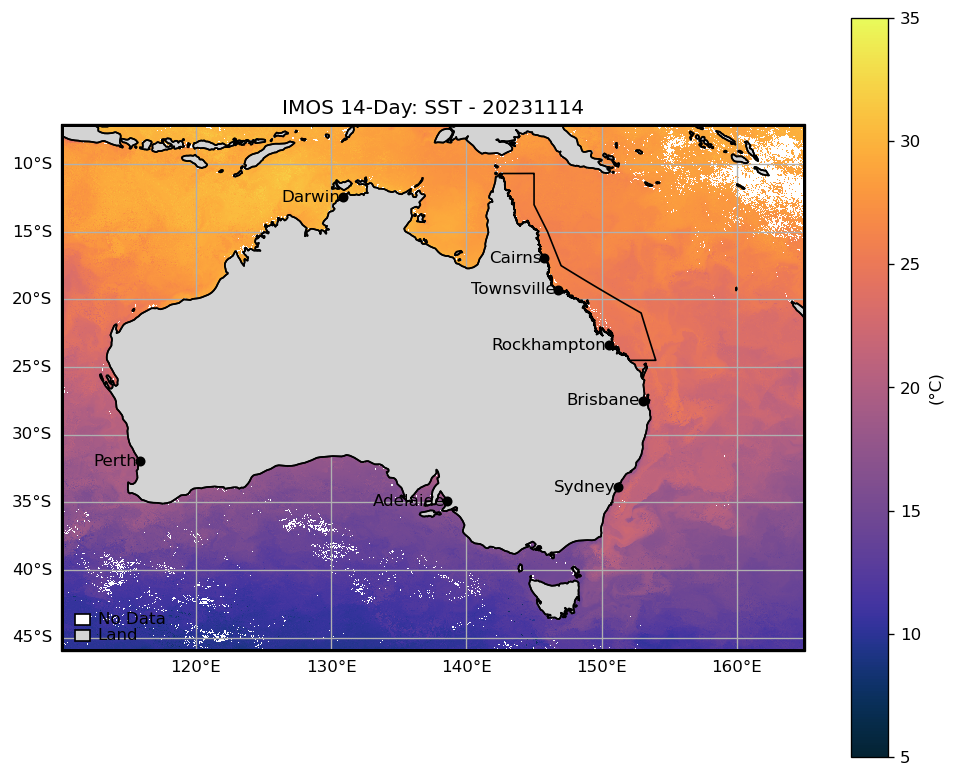 IMOS 14-Day: SST - 20231114
10°S
15°S
20°S
25°S
30°S
35°S
40°S
45°S
Darwin
Cairns
Townsville
Rockhampton
Brisbane
Perth
Sydney
Adelaide
No Data
Land
120°E
130°E
140°E
150°E
160°E
35
30
25
20
15
10
5
(°C)